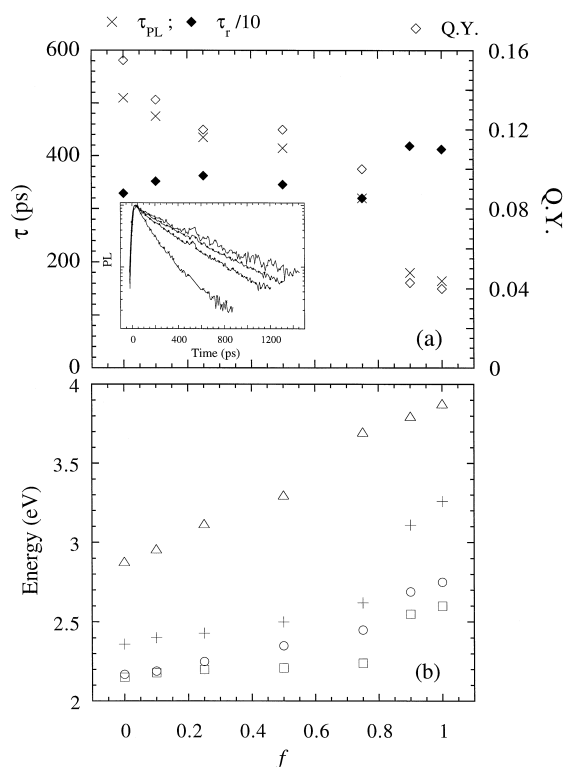 × τPL ; ◆ τr /10 ◇ Q.Y.
600
400
200
0
τ (ps)
0.16
0.12
0.08
0.04
0
Q.Y.
PL
0 400 800 1200
Time (ps)
(a)
4
3.5
3
2.5
2
Energy (eV)
(b)
0 0.2 0.4 0.6 0.8 1
f